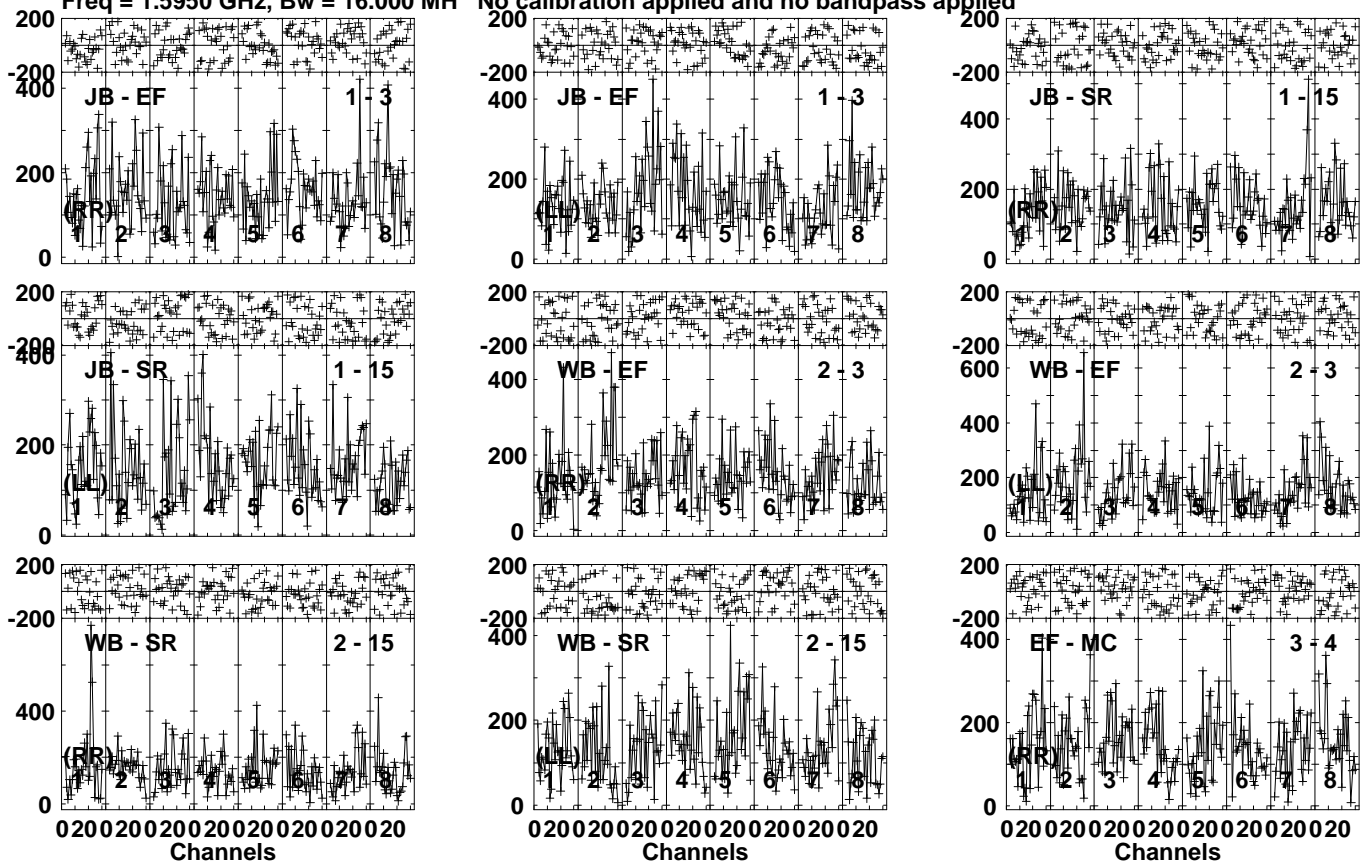 Freq = 1.5950 GHz, Bw = 16.000 MH No calibration applied and no bandpass applied
200
-200
JB - EF 1 - 3
400
200
0
(RR)
1 2 3 4 5 6 7 8
200
-200
JB - EF 1 - 3
400
200
0
(LL)
1 2 3 4 5 6 7 8
200
-200
JB - SR 1 - 15
400
200
0
(RR)
1 2 3 4 5 6 7 8
200
-200
JB - SR 1 - 15
400
200
0
(LL)
1 2 3 4 5 6 7 8
200
-200
WB - EF 2 - 3
400
200
0
(RR)
1 2 3 4 5 6 7 8
200
-200
WB - EF 2 - 3
600
400
200
0
(LL)
1 2 3 4 5 6 7 8
200
-200
WB - SR 2 - 15
400
200
0
(RR)
1 2 3 4 5 6 7 8
200
-200
WB - SR 2 - 15
400
200
0
(LL)
1 2 3 4 5 6 7 8
200
-200
EF - MC 3 - 4
400
200
0
(RR)
1 2 3 4 5 6 7 8
0 20 0 20 0 20 0 20 0 20 0 20 0 20 0 20
Channels
0 20 0 20 0 20 0 20 0 20 0 20 0 20 0 20
Channels
0 20 0 20 0 20 0 20 0 20 0 20 0 20 0 20
Channels